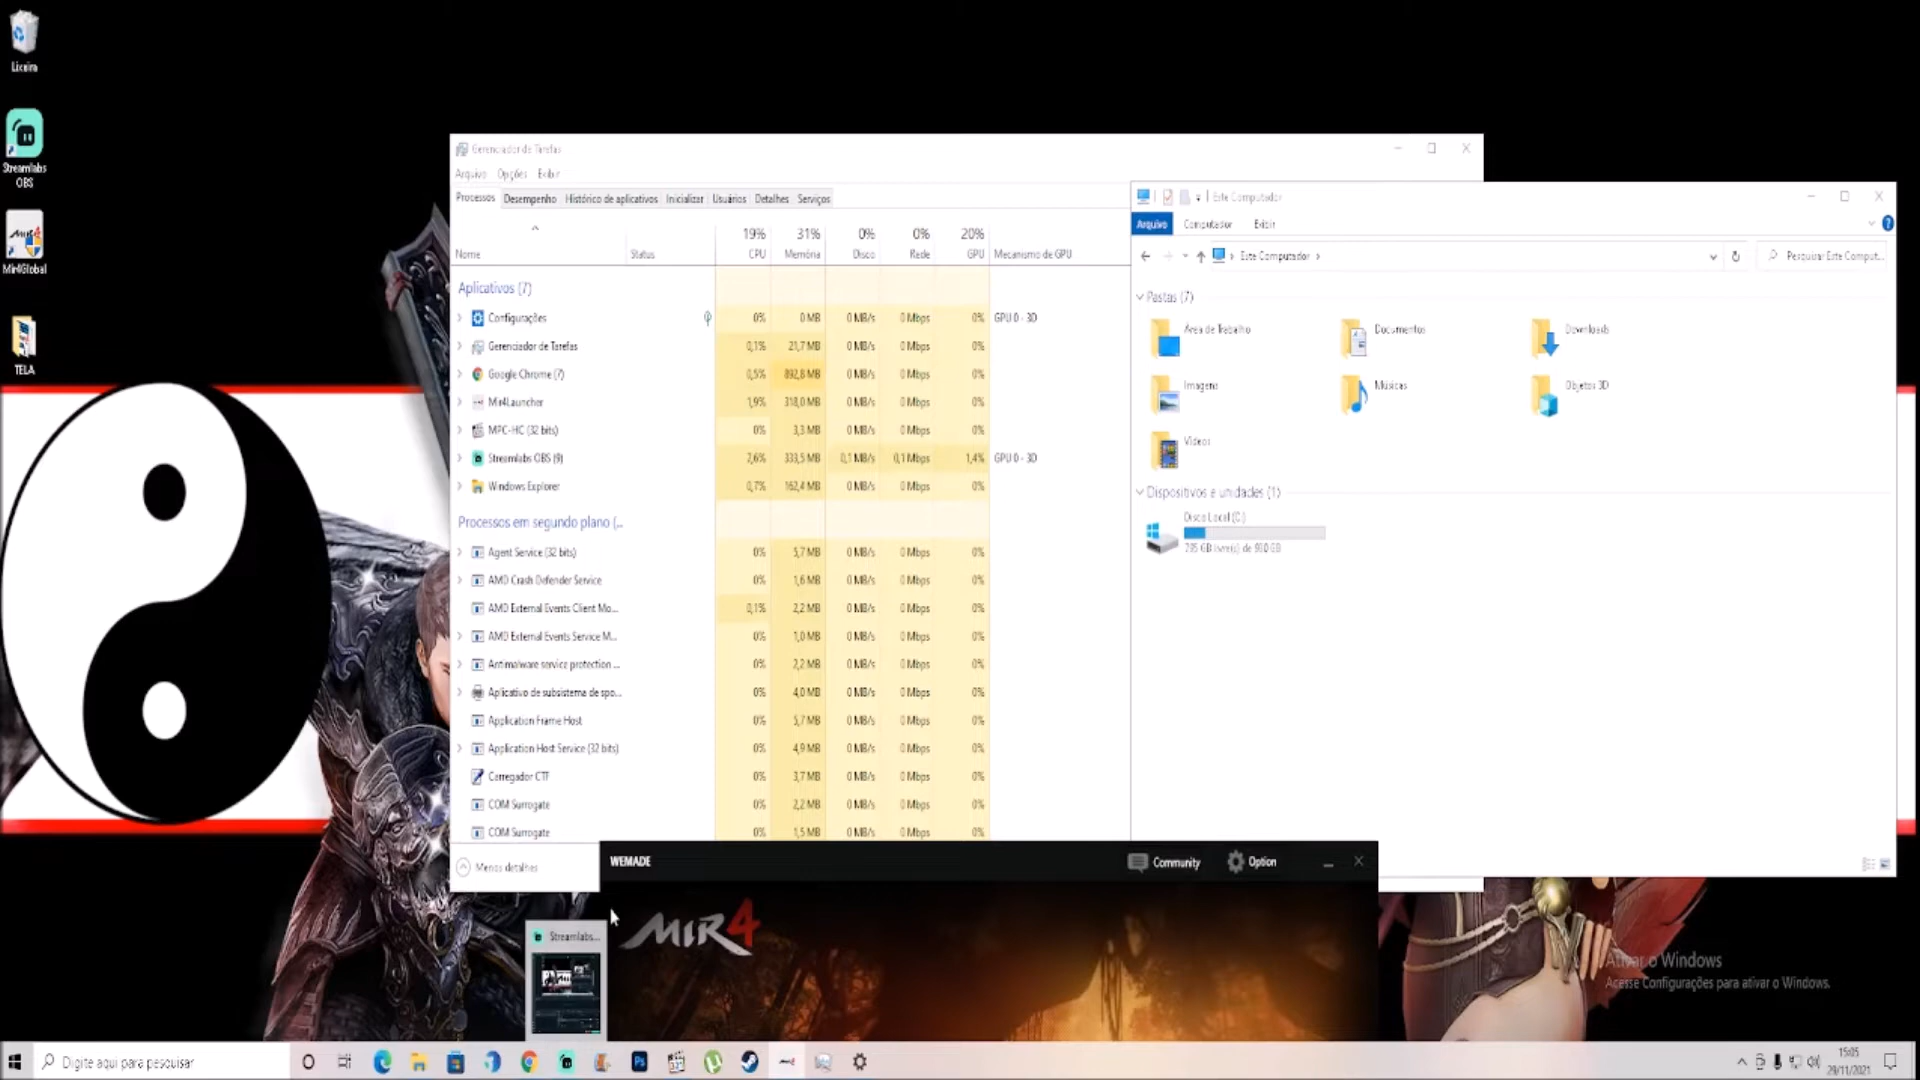 Lixeira
Streamlabs
OBS
Mir4Global
TELA
Gerenciador de Tarefas
Arquivo Opções Exibir
Processos Desempenho Histórico de aplicativos Inicializar Usuários Detalhes Serviços
19% 31% 0% 0% 20%
Nome Status CPU Memória Disco Rede GPU Mecanismo de GPU
Aplicativos (7)
Configurações 0% 0 MB 0 MB/s 0 Mbps 0% GPU 0 - 3D
Gerenciador de Tarefas 0,1% 21,7 MB 0 MB/s 0 Mbps 0%
Google Chrome (7) 0,5% 892,8 MB 0 MB/s 0 Mbps 0%
Mir4Launcher 1,9% 318,0 MB 0 MB/s 0 Mbps 0%
MPC-HC (32 bits) 0% 3,3 MB 0 MB/s 0 Mbps 0%
Streamlabs OBS (9) 2,6% 333,5 MB 0,1 MB/s 0,1 Mbps 1,4% GPU 0 - 3D
Windows Explorer 0,7% 162,4 MB 0 MB/s 0 Mbps 0%
Processos em segundo plano (...
Agent Service (32 bits) 0% 5,7 MB 0 MB/s 0 Mbps 0%
AMD Crash Defender Service 0% 1,6 MB 0 MB/s 0 Mbps 0%
AMD External Events Client Mo... 0,1% 2,2 MB 0 MB/s 0 Mbps 0%
AMD External Events Service M... 0% 1,0 MB 0 MB/s 0 Mbps 0%
Antimalware service protection ... 0% 2,2 MB 0 MB/s 0 Mbps 0%
Aplicativo de subsistema de spo... 0% 4,0 MB 0 MB/s 0 Mbps 0%
Application Frame Host 0% 5,7 MB 0 MB/s 0 Mbps 0%
Application Host Service (32 bits) 0% 4,9 MB 0 MB/s 0 Mbps 0%
Carregador CTF 0% 3,7 MB 0 MB/s 0 Mbps 0%
COM Surrogate 0% 2,2 MB 0 MB/s 0 Mbps 0%
COM Surrogate 0% 1,5 MB 0 MB/s 0 Mbps 0%
Menos detalhes
Este Computador
Arquivo Computador Exibir
Este Computador
Pesquisar Este Comput...
Pastas (7)
Área de Trabalho Documentos Downloads
Imagens Músicas Objetos 3D
Vídeos
Dispositivos e unidades (1)
Disco Local (C:)
GB livre(s) de 930 GB
WEMADE Community Option
MIR4
Streamlabs...
Ativar o Windows
Acesse Configurações para ativar o Windows.
Digite aqui para pesquisar
15:05
29/11/2021